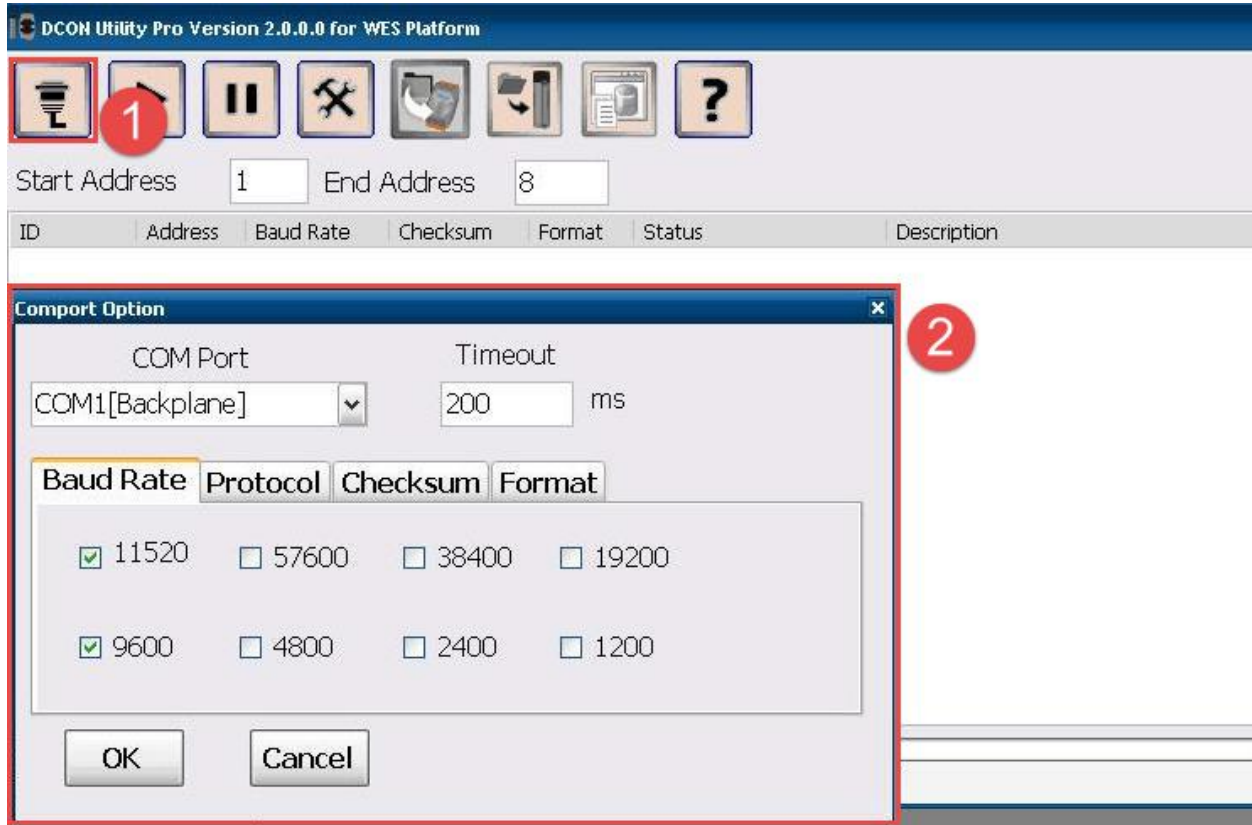 DCON Utility Pro Version 2.0.0.0 for WES Platform
1
?
Start Address 1 End Address 8
ID Address Baud Rate Checksum Format Status Description
Comport Option
2
COM Port Timeout
COM1[Backplane] 200 ms
Baud Rate Protocol Checksum Format
11520 57600 38400 19200
9600 4800 2400 1200
OK Cancel